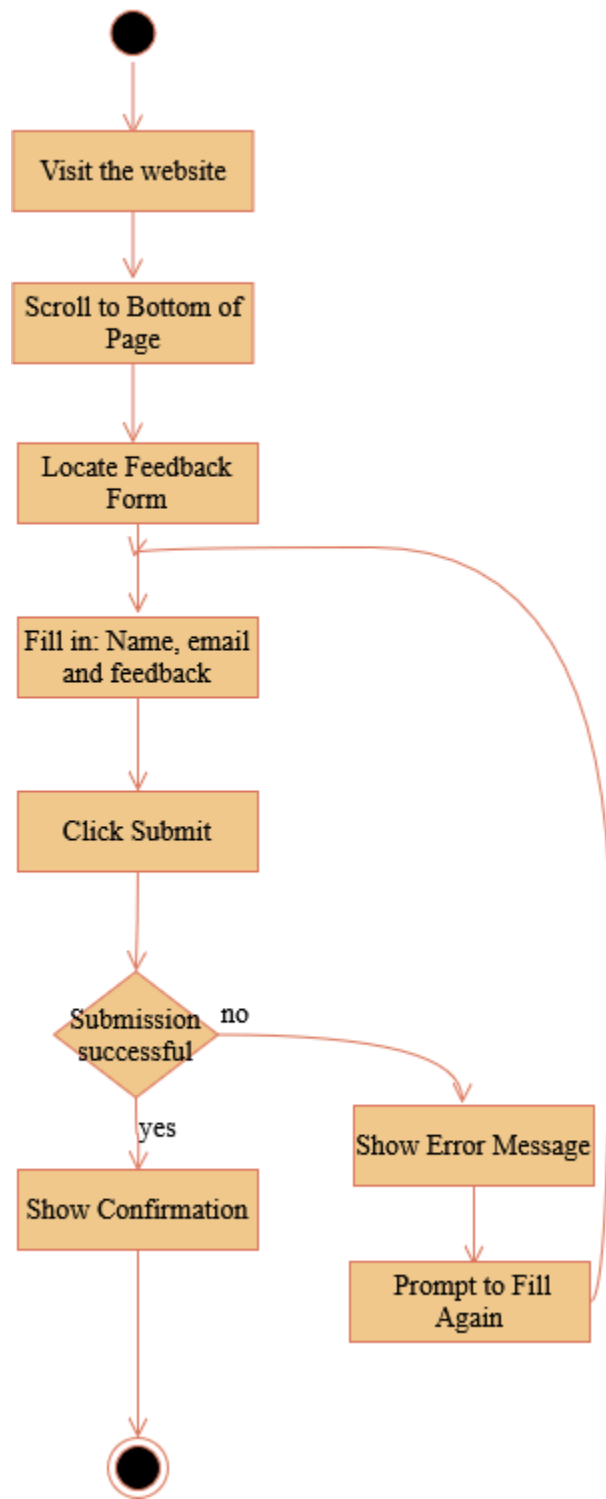 Visit the website
Scroll to Bottom of
Page
Locate Feedback
Form
Fill in: Name, email
and feedback
Click Submit
Submission
successful
no
yes
Show Error Message
Show Confirmation
Prompt to Fill
Again